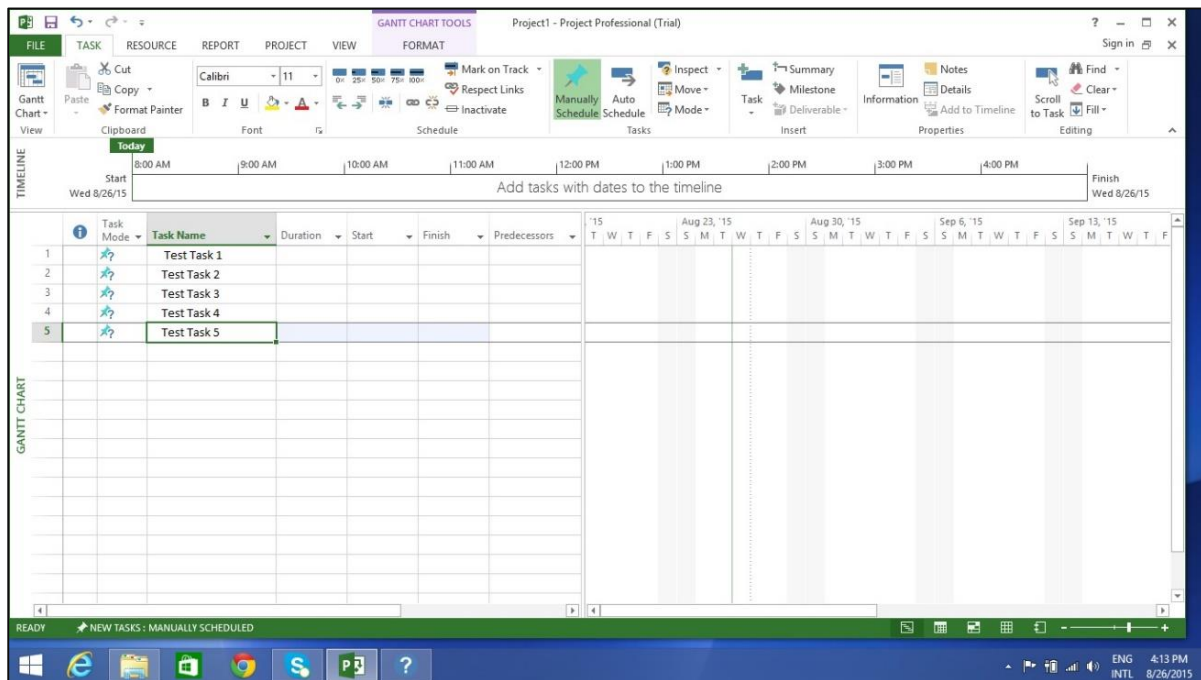 GANTT CHART TOOLS Project1 - Project Professional (Trial)
FILE TASK RESOURCE REPORT PROJECT VIEW FORMAT Sign in
Gantt Chart
View
Paste
Cut
Copy
Format Painter
Clipboard
Calibri 11
B I U A
Font
0× 25× 50× 75× 100×
Mark on Track
Respect Links
Inactivate
Schedule
Manually Schedule
Auto Schedule
Inspect
Move
Mode
Tasks
Task
Summary
Milestone
Deliverable
Insert
Information
Notes
Details
Add to Timeline
Properties
Scroll to Task
Find
Clear
Fill
Editing
TIMELINE
Today
8:00 AM 9:00 AM 10:00 AM 11:00 AM 12:00 PM 1:00 PM 2:00 PM 3:00 PM 4:00 PM
Start
Wed 8/26/15
Add tasks with dates to the timeline
Finish
Wed 8/26/15
GANTT CHART
Task Mode Task Name Duration Start Finish Predecessors
'15 Aug 23, '15 Aug 30, '15 Sep 6, '15 Sep 13, '15
T W T F S S M T W T F S S M T W T F S S M T W T F S S M T W T F
1 Test Task 1
2 Test Task 2
3 Test Task 3
4 Test Task 4
5 Test Task 5
READY NEW TASKS : MANUALLY SCHEDULED
ENG 4:13 PM
INTL 8/26/2015